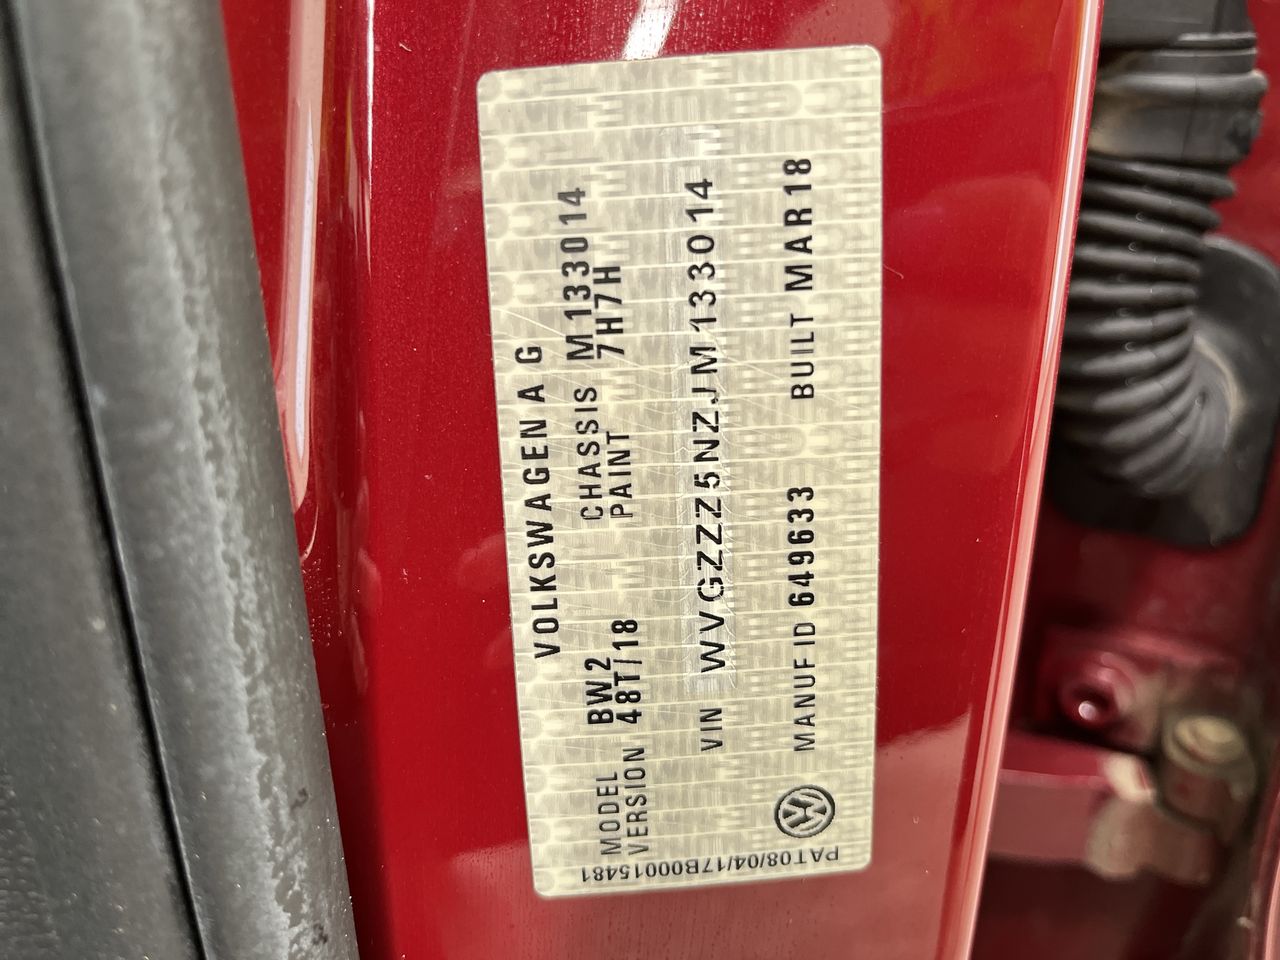 VOLKSWAGEN A G
MODEL BW2 CHASSIS M133014
VERSION 48T/18 PAINT 7H7H
VIN WVGZZZ5NZJM133014
MANUF ID 649633 BUILT MAR18
PAT08/04/17B00015481